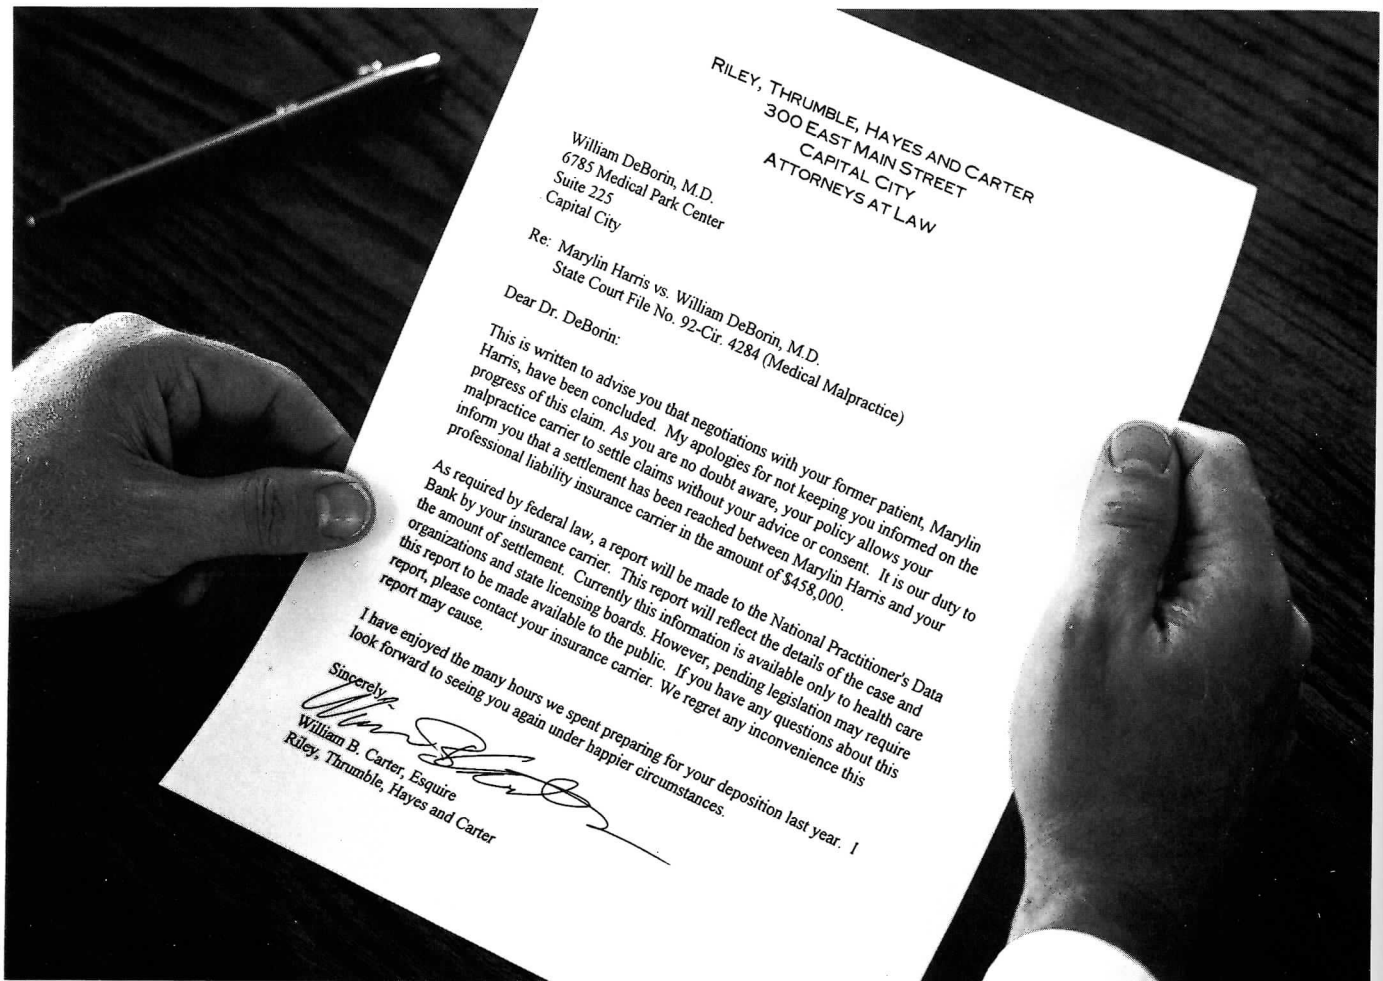 RILEY, THRUMBLE, HAYES AND CARTER
300 EAST MAIN STREET
CAPITAL CITY
ATTORNEYS AT LAW
William DeBorin, M.D.
6785 Medical Park Center
Suite 225
Capital City
Re: Marylin Harris vs. William DeBorin, M.D.
State Court File No. 92-Cir. 4284 (Medical Malpractice)
Dear Dr. DeBorin:
This is written to advise you that negotiations with your former patient, Marylin
Harris, have been concluded. My apologies for not keeping you informed on the
progress of this claim. As you are no doubt aware, your policy allows your
malpractice carrier to settle claims without your advice or consent. It is our duty to
inform you that a settlement has been reached between Marylin Harris and your
professional liability insurance carrier in the amount of $458,000.
As required by federal law, a report will be made to the National Practitioner's Data
Bank by your insurance carrier. This report will reflect the details of the case and
the amount of settlement. Currently this information is available only to health care
organizations and state licensing boards. However, pending legislation may require
this report to be made available to the public. If you have any questions about this
report, please contact your insurance carrier. We regret any inconvenience this
report may cause.
I have enjoyed the many hours we spent preparing for your deposition last year. I
look forward to seeing you again under happier circumstances.
Sincerely,
William B. Carter, Esquire
Riley, Thrumble, Hayes and Carter